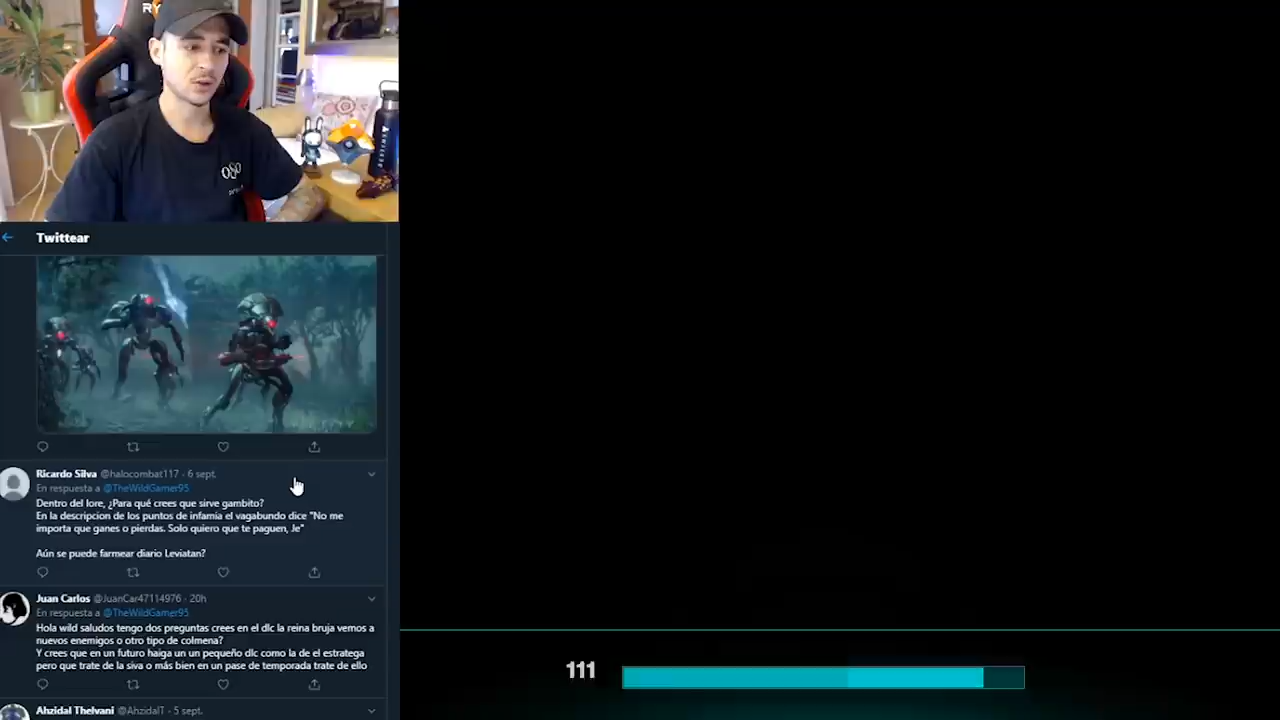 RY
Twittear
Ricardo Silva @halocombat117 · 6 sept.
En respuesta a @TheWildGamer95
Dentro del lore, ¿Para qué crees que sirve gambito?
En la descripcion de los puntos de infamia el vagabundo dice "No me
importa que ganes o pierdas. Solo quiero que te paguen, Je"
Aún se puede farmear diario Leviatan?
Juan Carlos @JuanCar47114976 · 20h
En respuesta a @TheWildGamer95
Hola wild saludos tengo dos preguntas crees en el dlc la reina bruja vemos a
nuevos enemigos o otro tipo de colmena?
Y crees que en un futuro haiga un un pequeño dlc como la de el estratega
pero que trate de la siva o más bien en un pase de temporada trate de ello
Ahzidal Thelvani @AhzidalT · 5 sept.
111